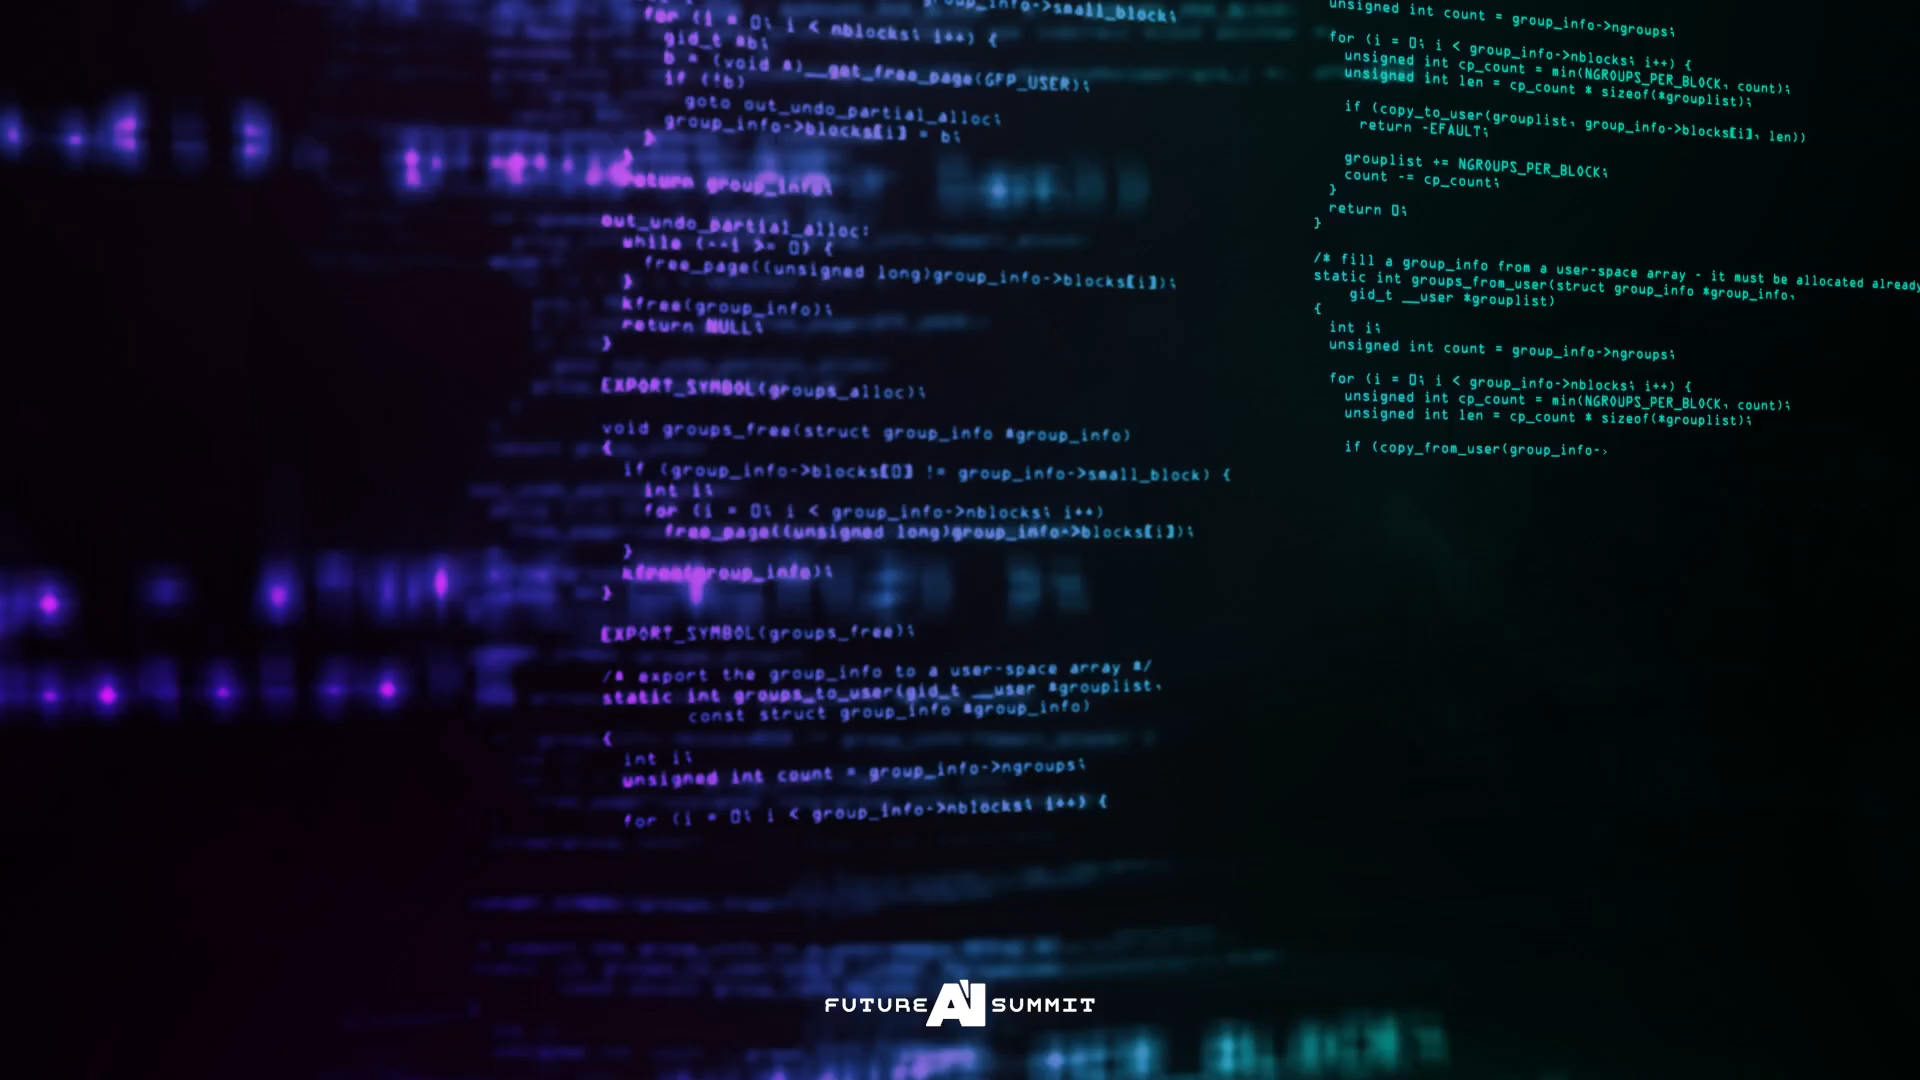 group_info->small_block;
for (i = 0; i < nblocks; i++) {
gid_t *b;
b = (void *)__get_free_page(GFP_USER);
if (!b)
goto out_undo_partial_alloc;
group_info->blocks[i] = b;
}
}
return group_info;
out_undo_partial_alloc:
while (--i >= 0) {
free_page((unsigned long)group_info->blocks[i]);
}
kfree(group_info);
return NULL;
}
EXPORT_SYMBOL(groups_alloc);
void groups_free(struct group_info *group_info)
{
if (group_info->blocks[0] != group_info->small_block) {
int i;
for (i = 0; i < group_info->nblocks; i++)
free_page((unsigned long)group_info->blocks[i]);
}
kfree(group_info);
}
EXPORT_SYMBOL(groups_free);
/* export the group_info to a user-space array */
static int groups_to_user(gid_t __user *grouplist,
const struct group_info *group_info)
{
int i;
unsigned int count = group_info->ngroups;
for (i = 0; i < group_info->nblocks; i++) {
unsigned int count = group_info->ngroups;
for (i = 0; i < group_info->nblocks; i++) {
unsigned int cp_count = min(NGROUPS_PER_BLOCK, count);
unsigned int len = cp_count * sizeof(*grouplist);
if (copy_to_user(grouplist, group_info->blocks[i], len))
return -EFAULT;
grouplist += NGROUPS_PER_BLOCK;
count -= cp_count;
}
return 0;
}
/* fill a group_info from a user-space array - it must be allocated already
static int groups_from_user(struct group_info *group_info,
gid_t __user *grouplist)
{
int i;
unsigned int count = group_info->ngroups;
for (i = 0; i < group_info->nblocks; i++) {
unsigned int cp_count = min(NGROUPS_PER_BLOCK, count);
unsigned int len = cp_count * sizeof(*grouplist);
if (copy_from_user(group_info->
FUTURE AI SUMMIT